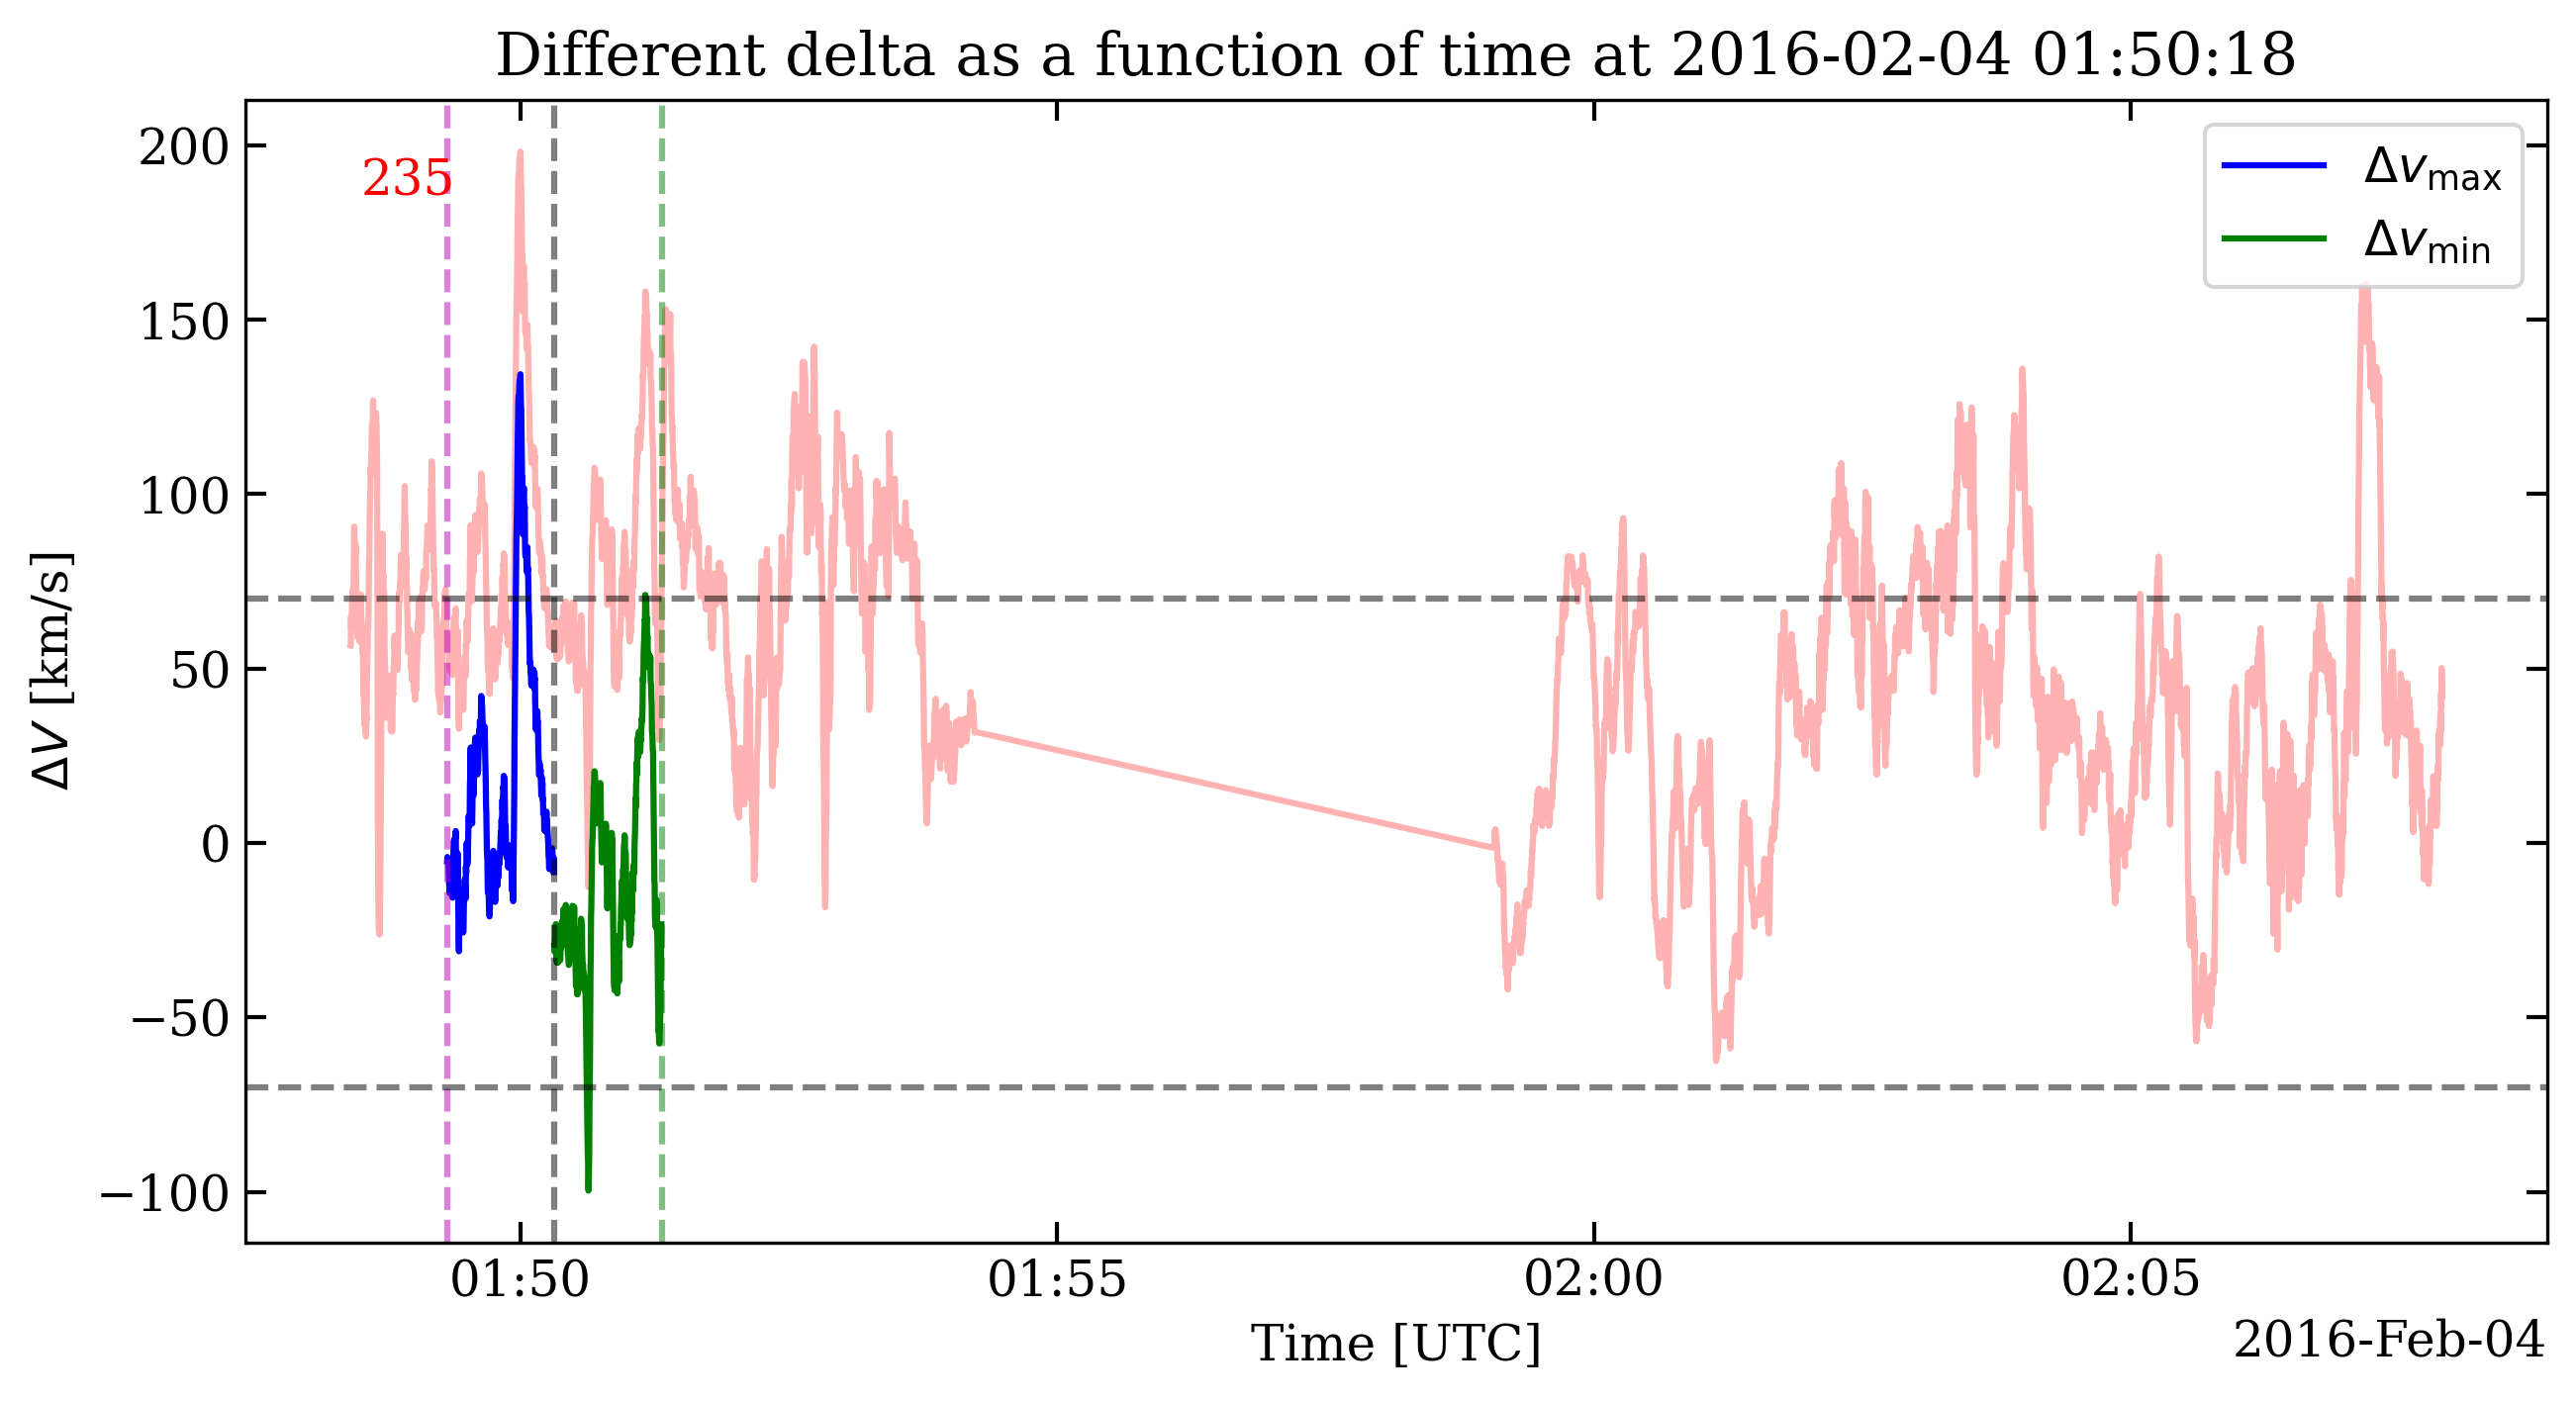 Different delta as a function of time at 2016-02-04 01:50:18
235
Δvmax
Δvmin
200
150
100
50
0
−50
−100
ΔV [km/s]
01:50 01:55 02:00 02:05
Time [UTC]
2016-Feb-04